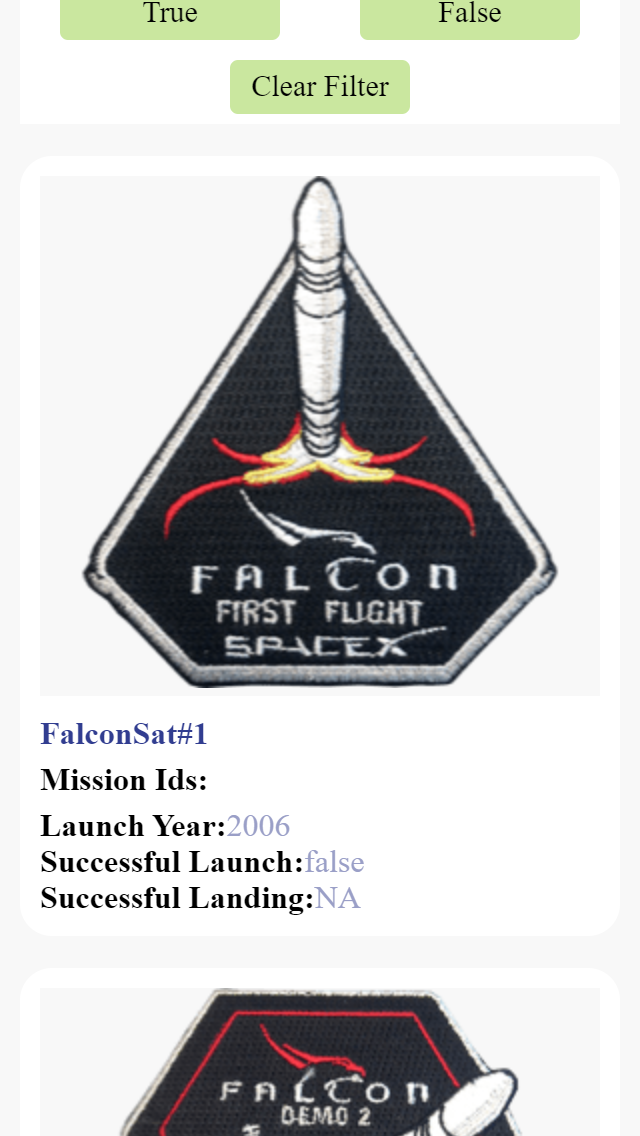 True False
Clear Filter
FALCON
FIRST FLIGHT
SPACEX
FalconSat#1
Mission Ids:
Launch Year:2006
Successful Launch:false
Successful Landing:NA
FALCON
DEMO 2